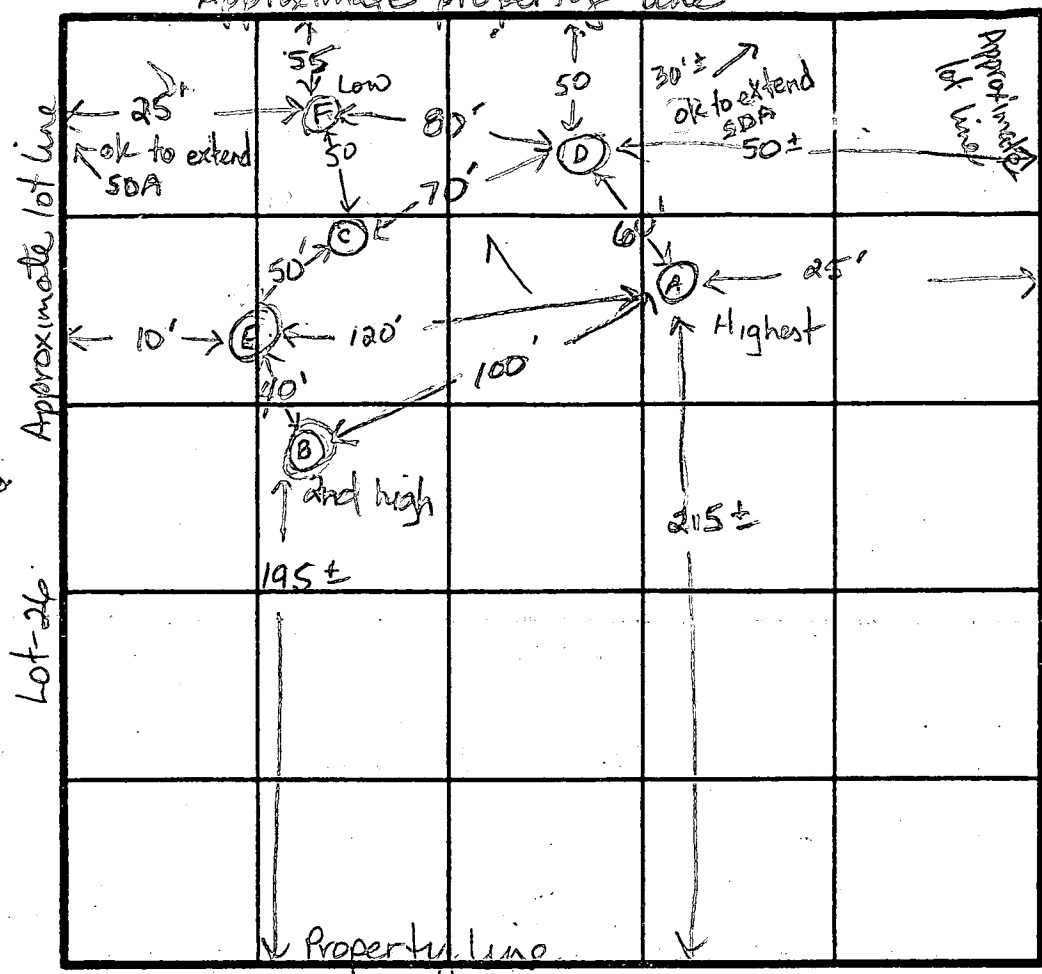 Approximate property line
55
Low
F
25'
80'
50
D
50
30'±
ok to extend
SDA
50±
Approximate
lot line
ok to extend
SDA
70'
C
50'
60'
A
25'
Highest
Approximate lot line
10'
E
120'
100'
40'
B
2nd high
195±
215±
Lot-26
Property line